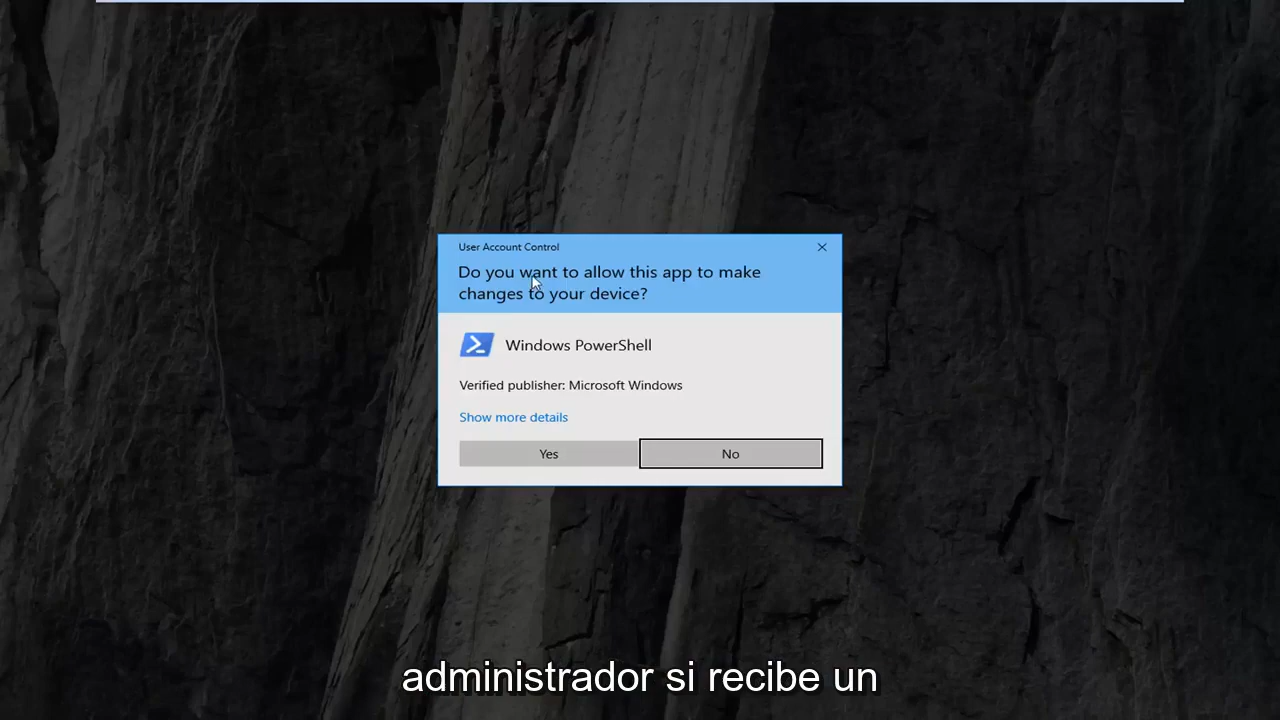 User Account Control
Do you want to allow this app to make
changes to your device?
Windows PowerShell
Verified publisher: Microsoft Windows
Show more details
Yes
No
administrador si recibe un